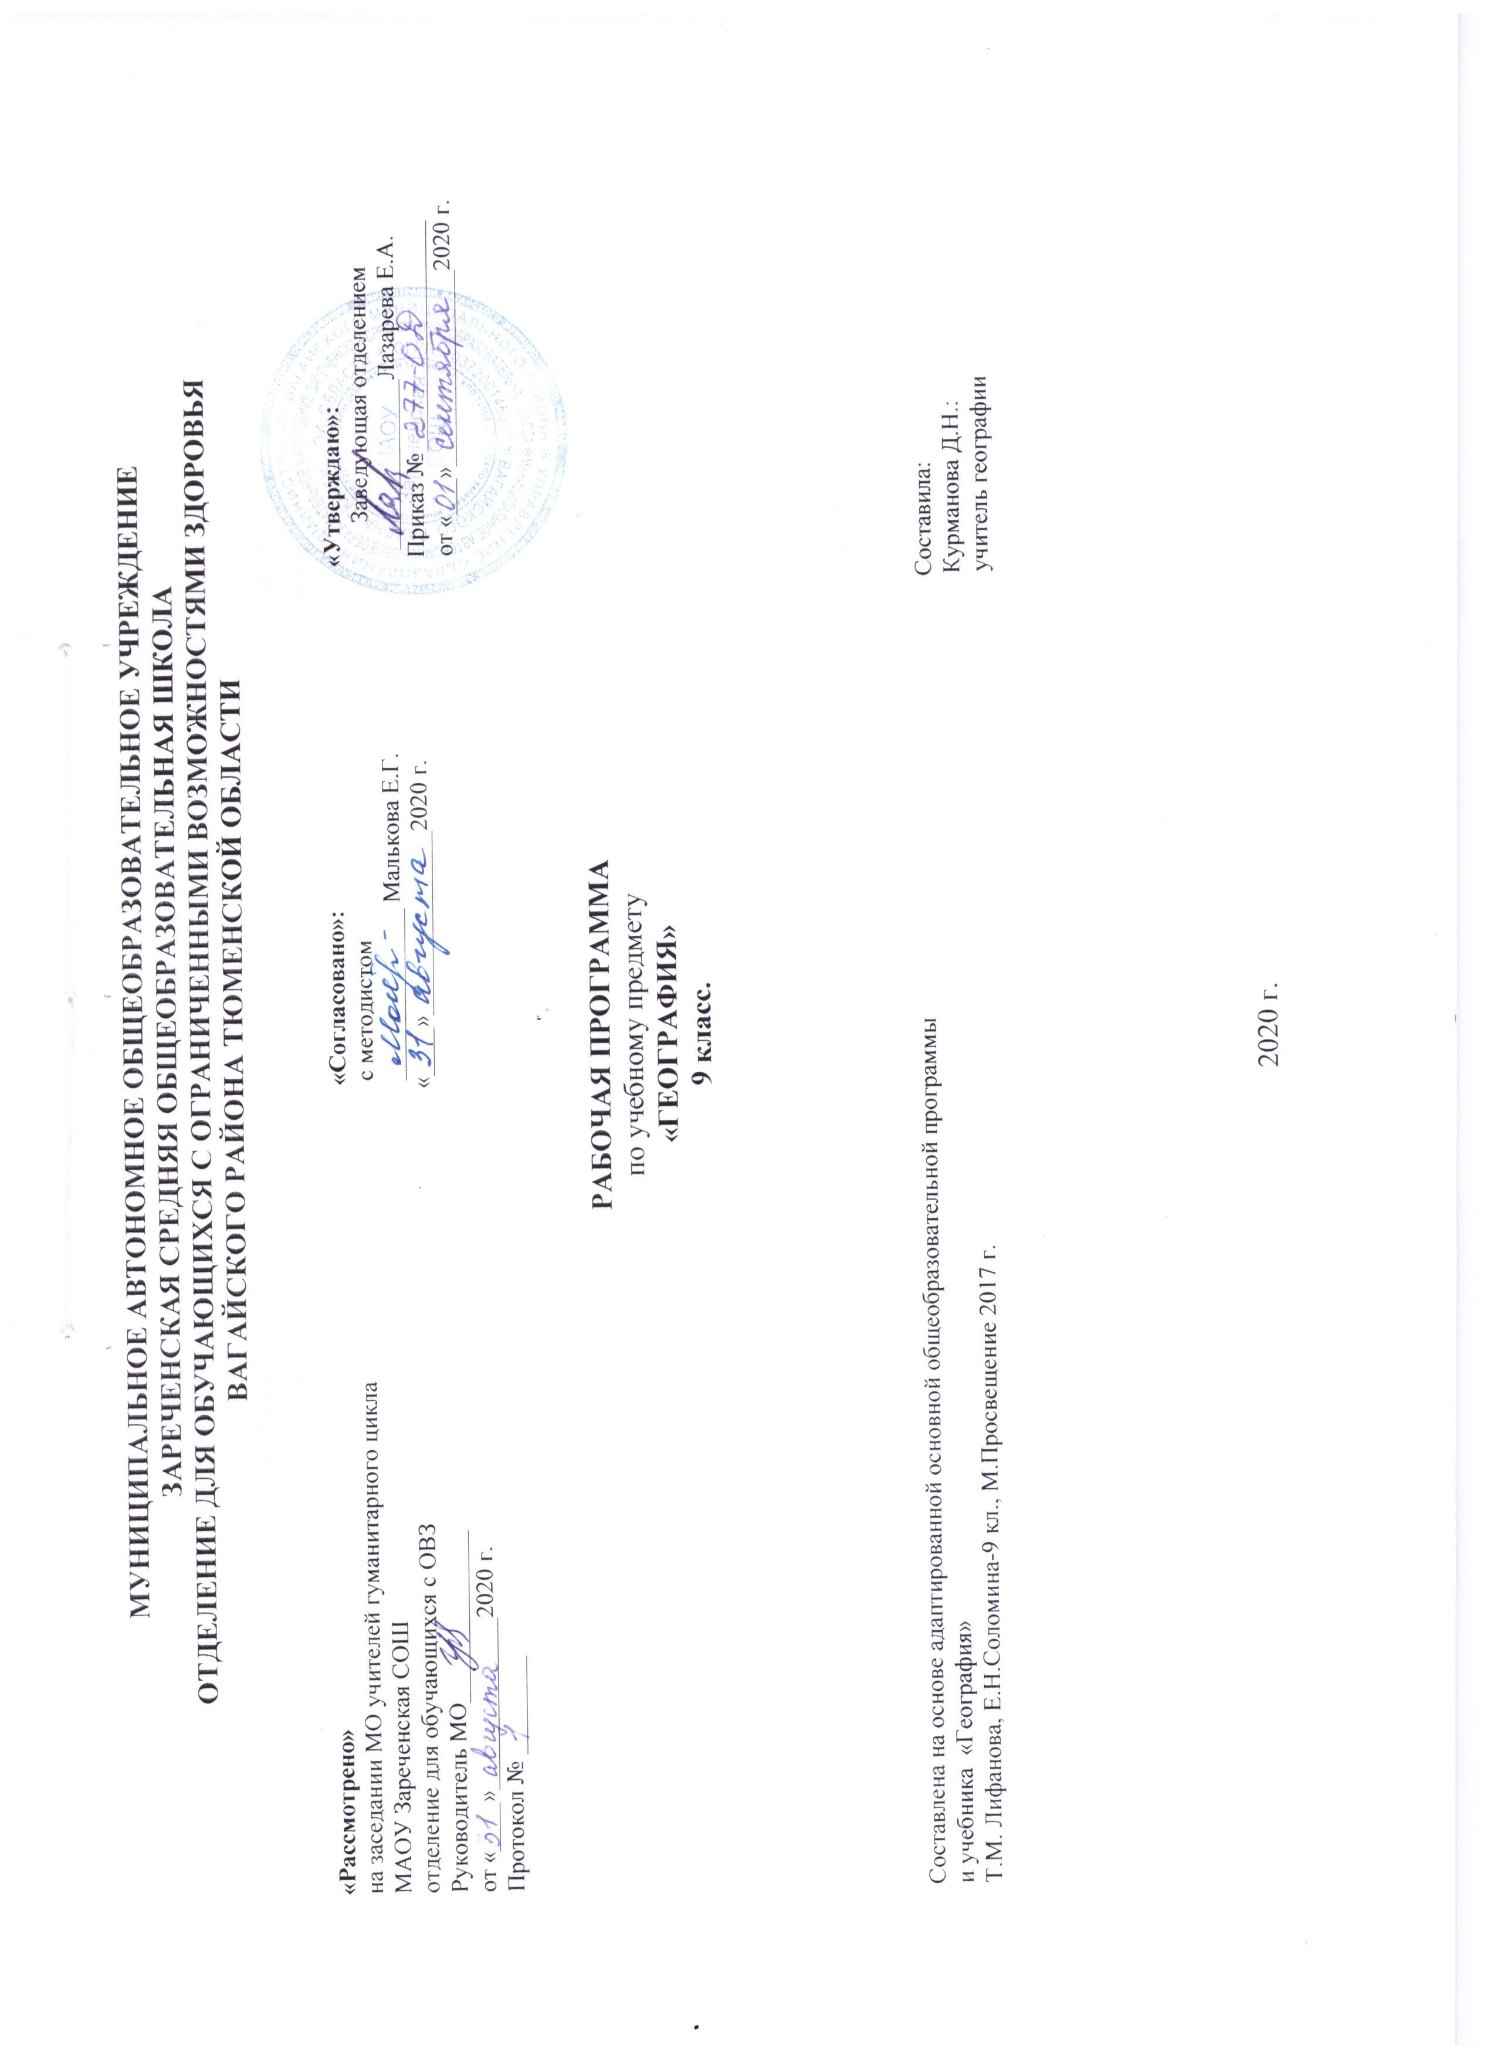 МУНИЦИПАЛЬНОЕ АВТОНОМНОЕ ОБЩЕОБРАЗОВАТЕЛЬНОЕ УЧРЕЖДЕНИЕ
ЗАРЕЧЕНСКАЯ СРЕДНЯЯ ОБЩЕОБРАЗОВАТЕЛЬНАЯ ШКОЛА
ОТДЕЛЕНИЕ ДЛЯ ОБУЧАЮЩИХСЯ С ОГРАНИЧЕННЫМИ ВОЗМОЖНОСТЯМИ ЗДОРОВЬЯ
ВАГАЙСКОГО РАЙОНА ТЮМЕНСКОЙ ОБЛАСТИ
«Рассмотрено»
на заседании МО учителей гуманитарного цикла
МАОУ Зареченская СОШ
отделение для обучающихся с ОВЗ
Руководитель МО
от « 31 » августа 2020 г.
Протокол № 1
«Согласовано»:
с методистом
Малькова Е.Г.
« 31 » августа 2020 г.
«Утверждаю»:
Заведующая отделением
Лазарева Е.А.
Приказ № 277-ОД
от « 01 » сентября 2020 г.
РАБОЧАЯ ПРОГРАММА
по учебному предмету
«ГЕОГРАФИЯ»
9 класс.
Составлена на основе адаптированной основной общеобразовательной программы
и учебника «География»
Т.М. Лифанова, Е.Н.Соломина-9 кл., М.Просвещение 2017 г.
Составила:
Курманова Д.Н.:
учитель географии
2020 г.